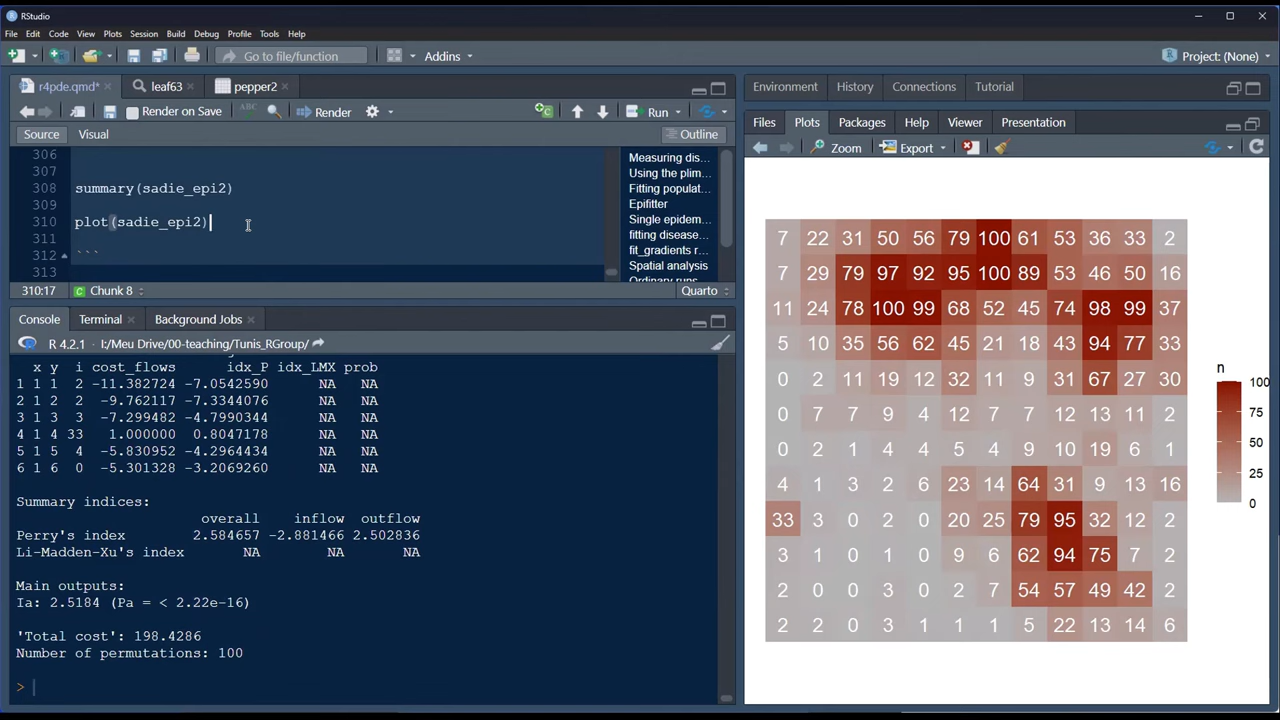 RStudio
File Edit Code View Plots Session Build Debug Profile Tools Help
Go to file/function Addins Project: (None)
r4pde.qmd* leaf63 pepper2
Render on Save ABC Render Run
Source Visual Outline
306
307
308 summary(sadie_epi2)
309
310 plot(sadie_epi2)
311
312 ```
313
Measuring dis...
Using the plim...
Fitting populat...
Epifitter
Single epidem...
fitting disease...
fit_gradients r...
Spatial analysis
310:17 Chunk 8 Quarto
Console Terminal Background Jobs
R 4.2.1 · I:/Meu Drive/00-teaching/Tunis_RGroup/
x y i cost_flows idx_P idx_LMX prob
1 1 1 2 -11.382724 -7.0542590 NA NA
2 1 2 2 -9.762117 -7.3344076 NA NA
3 1 3 3 -7.299482 -4.7990344 NA NA
4 1 4 33 1.000000 0.8047178 NA NA
5 1 5 4 -5.830952 -4.2964434 NA NA
6 1 6 0 -5.301328 -3.2069260 NA NA
Summary indices:
overall inflow outflow
Perry's index 2.584657 -2.881466 2.502836
Li-Madden-Xu's index NA NA NA
Main outputs:
Ia: 2.5184 (Pa = < 2.22e-16)
'Total cost': 198.4286
Number of permutations: 100
>
Environment History Connections Tutorial
Files Plots Packages Help Viewer Presentation
Zoom Export
7 22 31 50 56 79 100 61 53 36 33 2
7 29 79 97 92 95 100 89 53 46 50 16
11 24 78 100 99 68 52 45 74 98 99 37
5 10 35 56 62 45 21 18 43 94 77 33
0 2 11 19 12 32 11 9 31 67 27 30
0 7 7 9 4 12 7 7 12 13 11 2
0 2 1 4 4 5 4 9 10 19 6 1
4 1 3 2 6 23 14 64 31 9 13 16
33 3 0 2 0 20 25 79 95 32 12 2
3 1 0 1 0 9 6 62 94 75 7 2
2 0 0 3 0 2 7 54 57 49 42 2
2 2 0 3 1 1 1 5 22 13 14 6
n
100
75
50
25
0